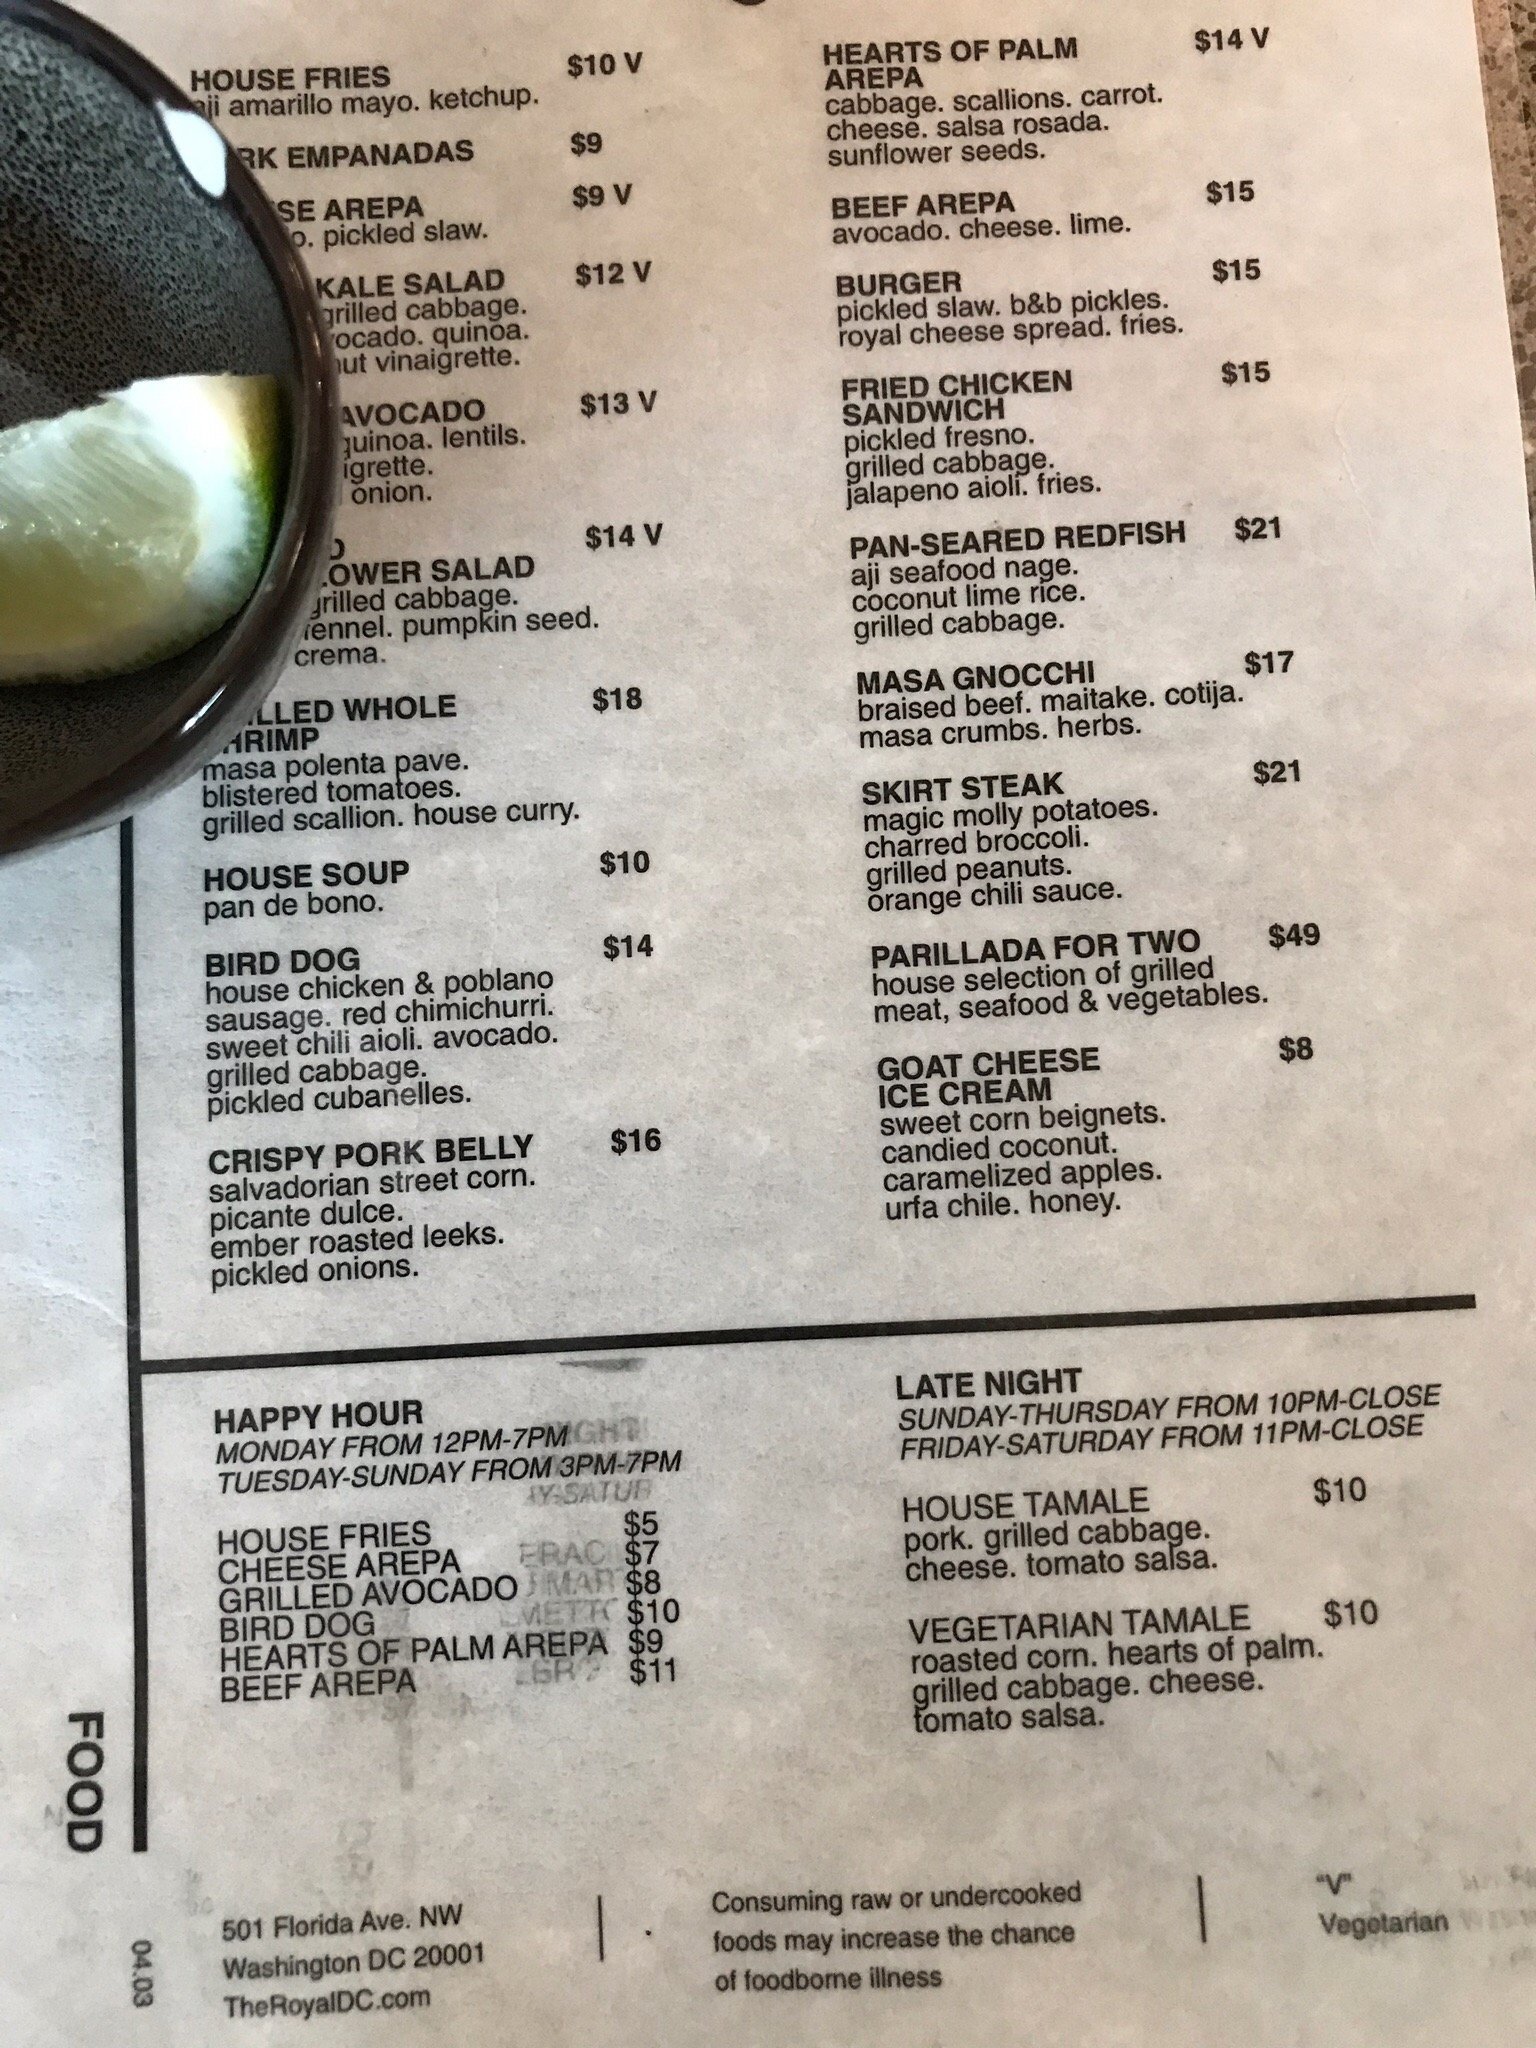 HOUSE FRIES $10 V
aji amarillo mayo. ketchup.
EMPANADAS $9
AREPA $9 V
pickled slaw.
KALE SALAD $12 V
grilled cabbage.
quinoa.
vinaigrette.
AVOCADO $13 V
quinoa. lentils.
onion.
$14 V
SALAD
grilled cabbage.
fennel. pumpkin seed.
crema.
WHOLE $18
SHRIMP
masa polenta pave.
blistered tomatoes.
grilled scallion. house curry.
HOUSE SOUP $10
pan de bono.
BIRD DOG $14
house chicken & poblano
sausage. red chimichurri.
sweet chili aioli. avocado.
grilled cabbage.
pickled cubanelles.
CRISPY PORK BELLY $16
salvadorian street corn.
picante dulce.
ember roasted leeks.
pickled onions.
HEARTS OF PALM $14 V
AREPA
cabbage. scallions. carrot.
cheese. salsa rosada.
sunflower seeds.
BEEF AREPA $15
avocado. cheese. lime.
BURGER $15
pickled slaw. b&b pickles.
royal cheese spread. fries.
FRIED CHICKEN $15
SANDWICH
pickled fresno.
grilled cabbage.
jalapeno aioli. fries.
PAN-SEARED REDFISH $21
aji seafood nage.
coconut lime rice.
grilled cabbage.
MASA GNOCCHI $17
braised beef. maitake. cotija.
masa crumbs. herbs.
SKIRT STEAK $21
magic molly potatoes.
charred broccoli.
grilled peanuts.
orange chili sauce.
PARILLADA FOR TWO $49
house selection of grilled
meat, seafood & vegetables.
GOAT CHEESE $8
ICE CREAM
sweet corn beignets.
candied coconut.
caramelized apples.
urfa chile. honey.
HAPPY HOUR
MONDAY FROM 12PM-7PM
TUESDAY-SUNDAY FROM 3PM-7PM
HOUSE FRIES $5
CHEESE AREPA $7
GRILLED AVOCADO $8
BIRD DOG $10
HEARTS OF PALM AREPA $9
BEEF AREPA $11
LATE NIGHT
SUNDAY-THURSDAY FROM 10PM-CLOSE
FRIDAY-SATURDAY FROM 11PM-CLOSE
HOUSE TAMALE $10
pork. grilled cabbage.
cheese. tomato salsa.
VEGETARIAN TAMALE $10
roasted corn. hearts of palm.
grilled cabbage. cheese.
tomato salsa.
FOOD
04.03
501 Florida Ave. NW
Washington DC 20001
TheRoyalDC.com
Consuming raw or undercooked
foods may increase the chance
of foodborne illness
"V"
Vegetarian